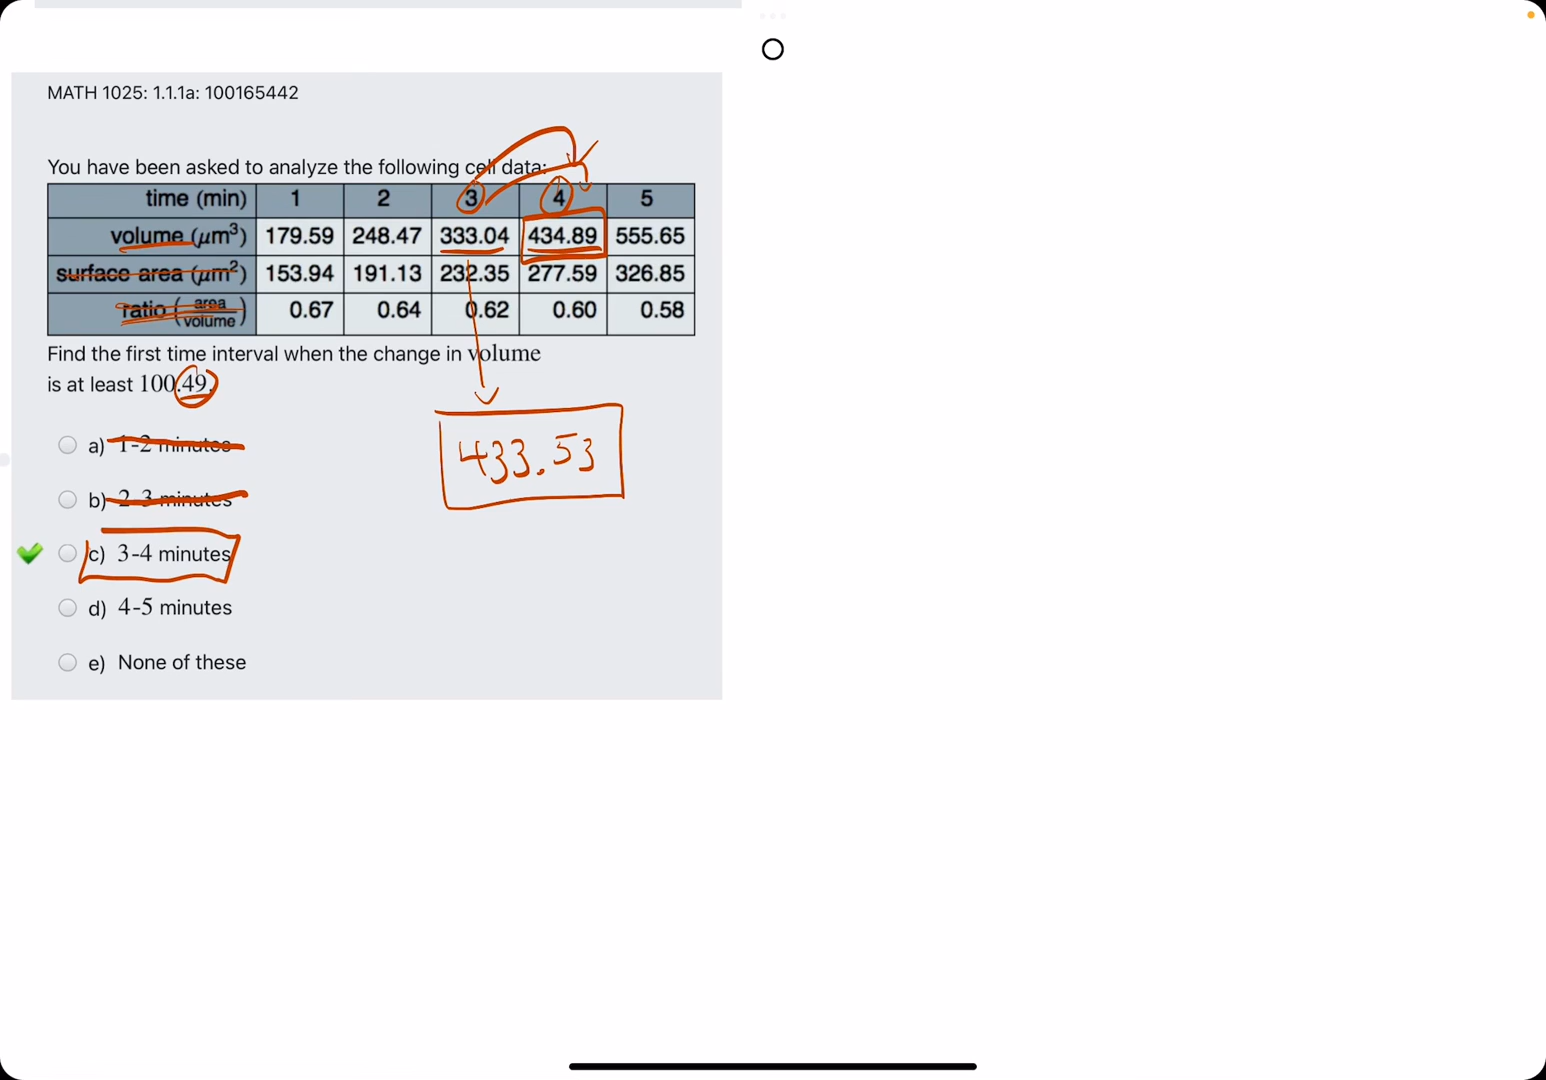 MATH 1025: 1.1.1a: 100165442
You have been asked to analyze the following cell data:
time (min) 1 2 3 4 5
volume (μm³) 179.59 248.47 333.04 434.89 555.65
surface area (μm²) 153.94 191.13 232.35 277.59 326.85
ratio (area/volume) 0.67 0.64 0.62 0.60 0.58
Find the first time interval when the change in volume
is at least 100.49.
433.53
a) 1-2 minutes
b) 2-3 minutes
c) 3-4 minutes
d) 4-5 minutes
e) None of these